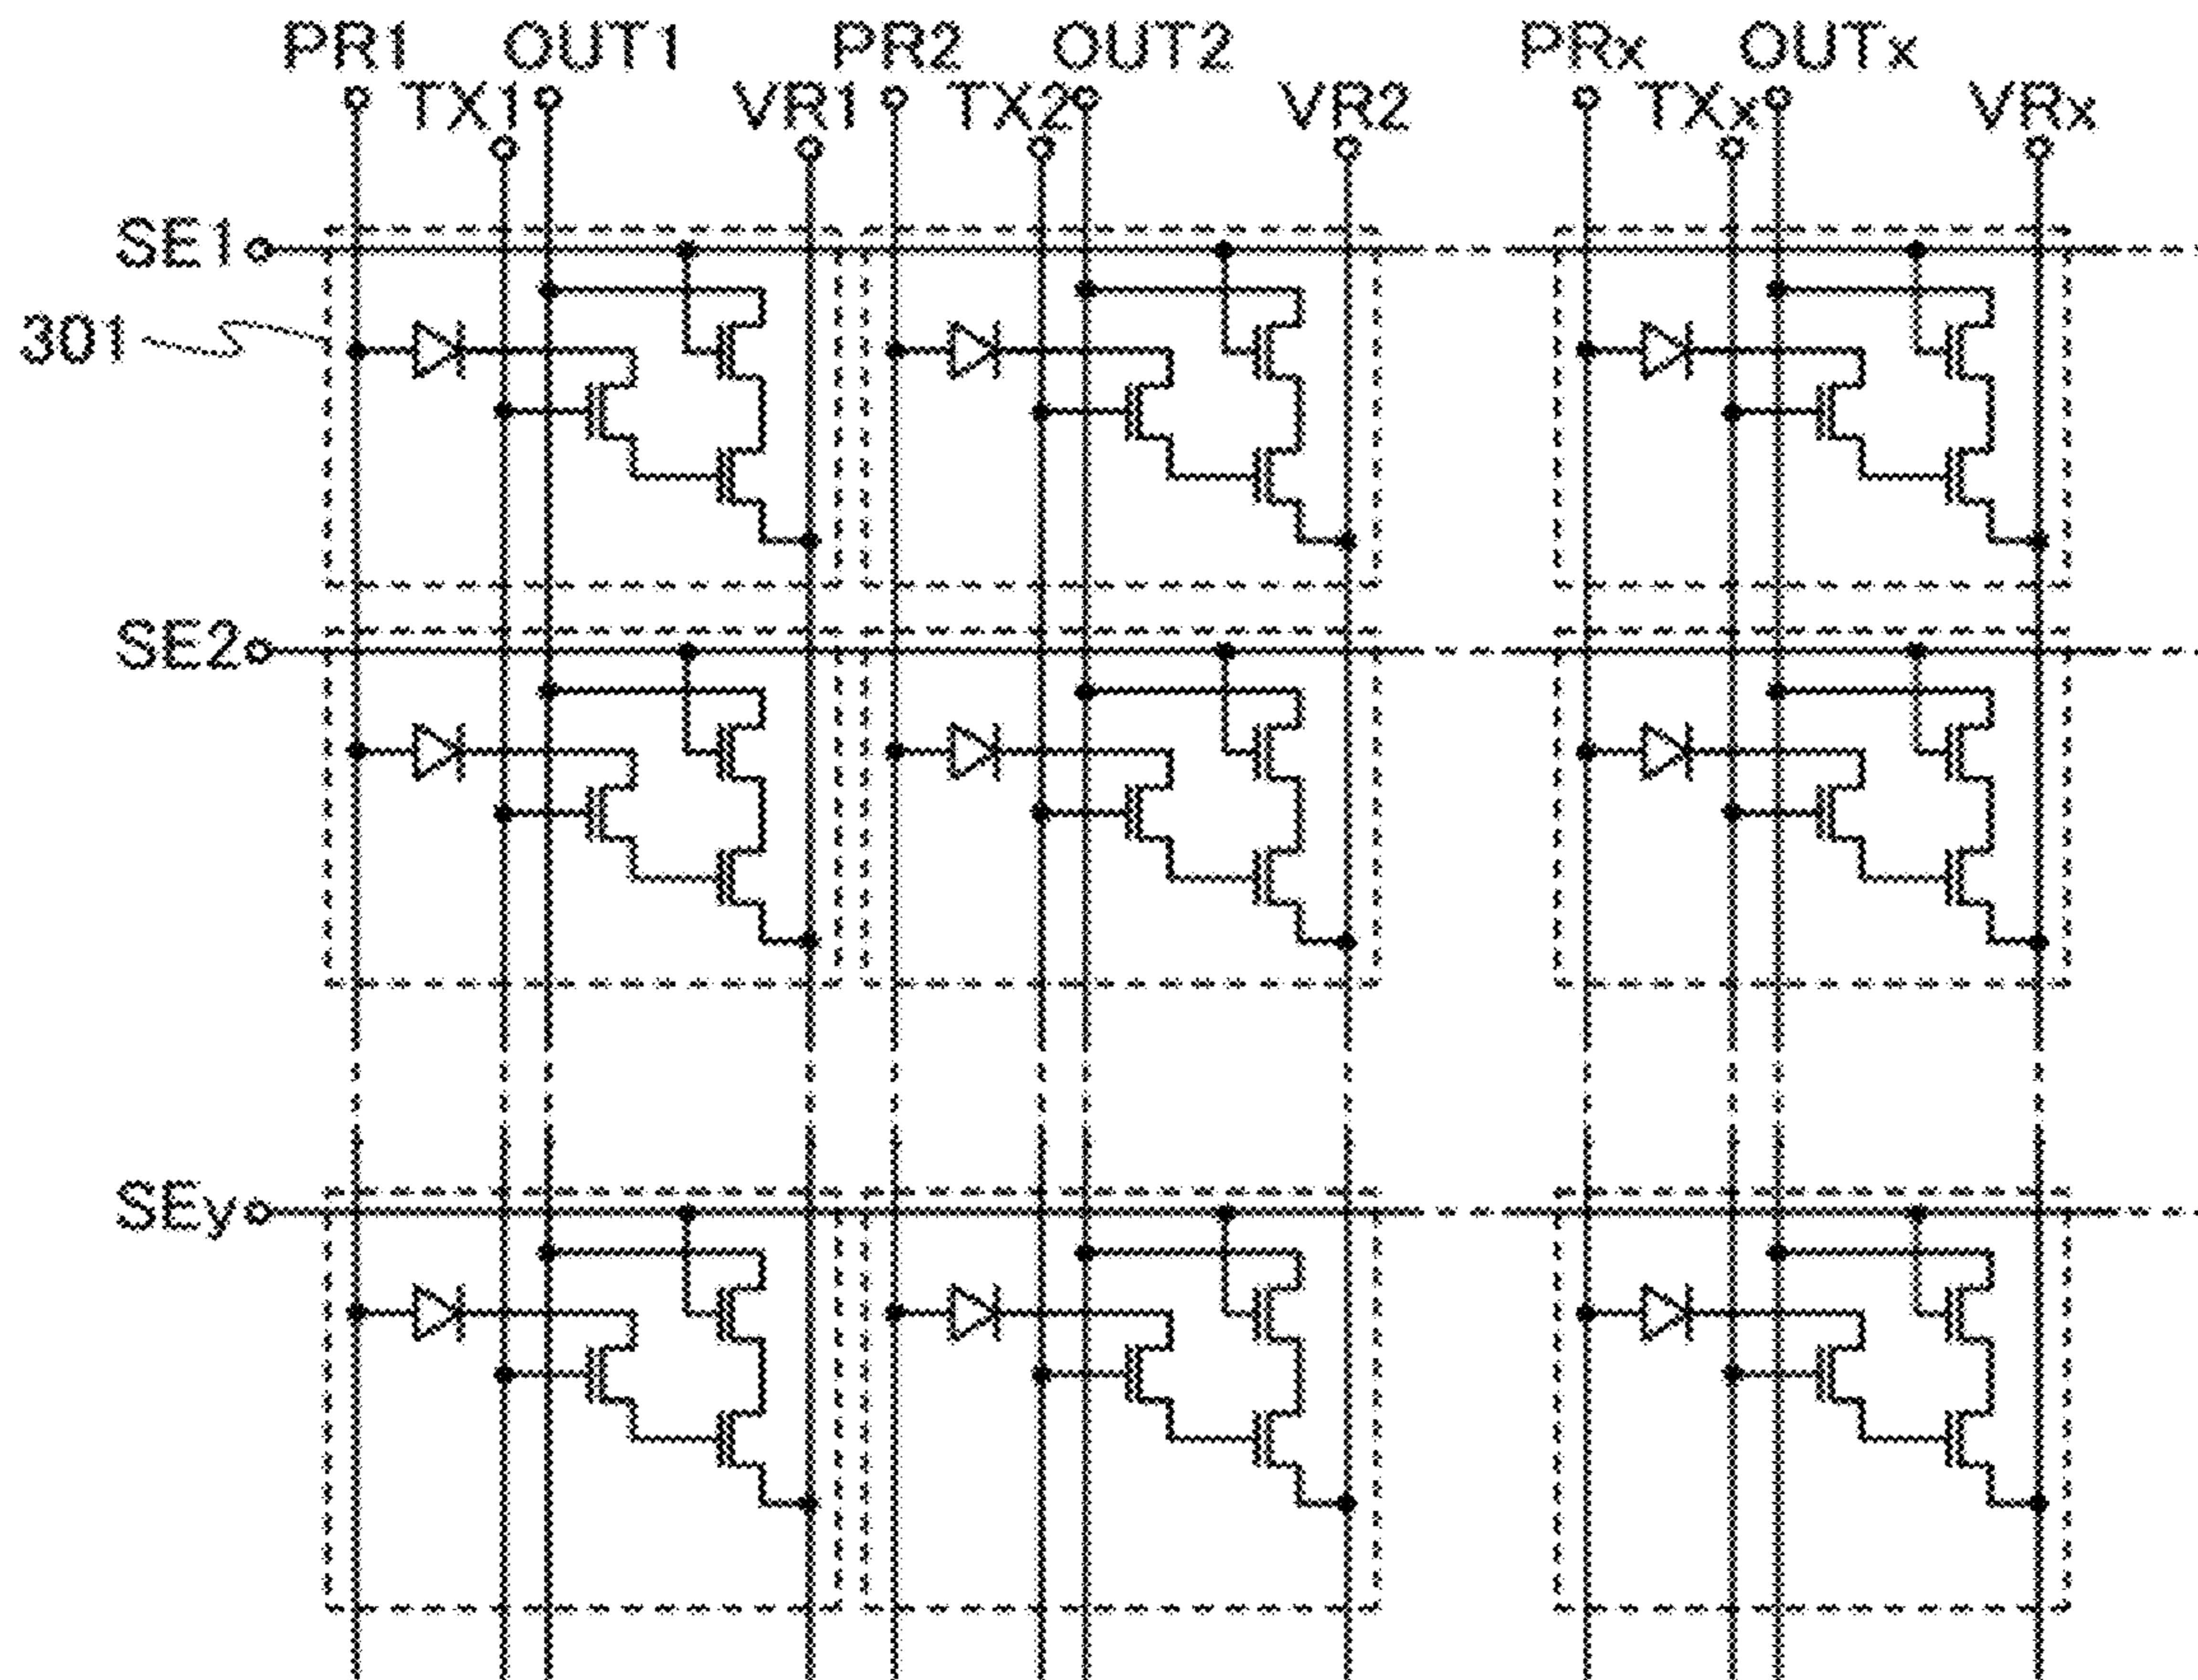 PR1 OUT1 PR2 OUT2 PRx OUTx
TX1 VR1 TX2 VR2 TXx VRx
SE1
301
SE2
SEy